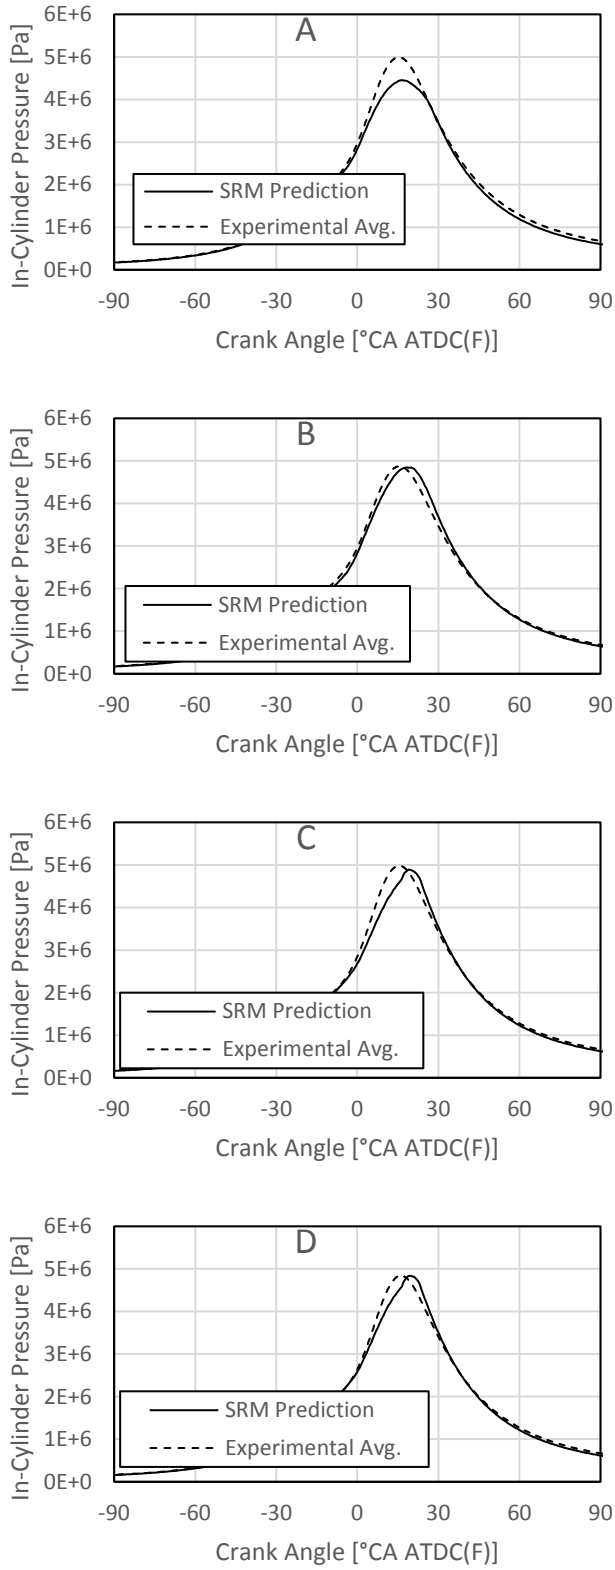 A
In-Cylinder Pressure [Pa]
6E+6
5E+6
4E+6
3E+6
2E+6
1E+6
0E+0
SRM Prediction
Experimental Avg.
-90 -60 -30 0 30 60 90
Crank Angle [°CA ATDC(F)]
B
In-Cylinder Pressure [Pa]
6E+6
5E+6
4E+6
3E+6
2E+6
1E+6
0E+0
SRM Prediction
Experimental Avg.
-90 -60 -30 0 30 60 90
Crank Angle [°CA ATDC(F)]
C
In-Cylinder Pressure [Pa]
6E+6
5E+6
4E+6
3E+6
2E+6
1E+6
0E+0
SRM Prediction
Experimental Avg.
-90 -60 -30 0 30 60 90
Crank Angle [°CA ATDC(F)]
D
In-Cylinder Pressure [Pa]
6E+6
5E+6
4E+6
3E+6
2E+6
1E+6
0E+0
SRM Prediction
Experimental Avg.
-90 -60 -30 0 30 60 90
Crank Angle [°CA ATDC(F)]